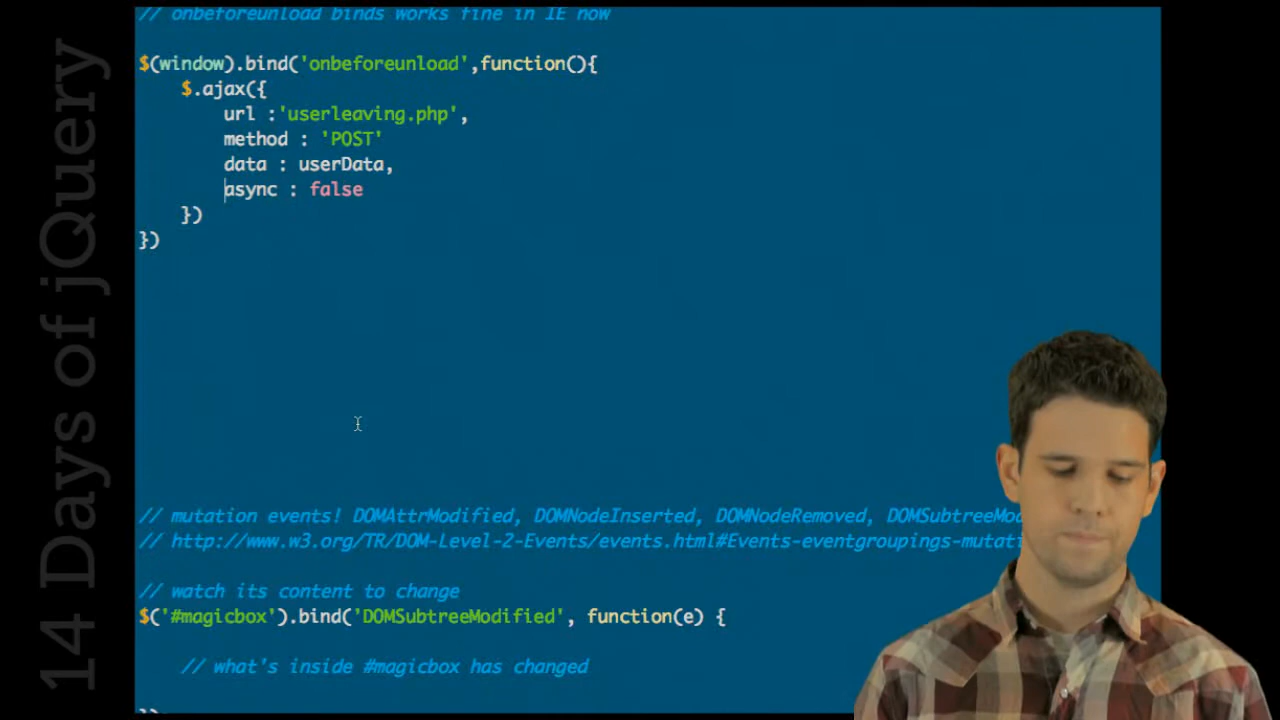 14 Days of jQuery
// onbeforeunload binds works fine in IE now
$(window).bind('onbeforeunload',function(){
$.ajax({
url :'userleaving.php',
method : 'POST'
data : userData,
async : false
})
})
// mutation events! DOMAttrModified, DOMNodeInserted, DOMNodeRemoved, DOMSubtreeMod
// http://www.w3.org/TR/DOM-Level-2-Events/events.html#Events-eventgroupings-mutati
// watch its content to change
$('#magicbox').bind('DOMSubtreeModified', function(e) {
// what's inside #magicbox has changed